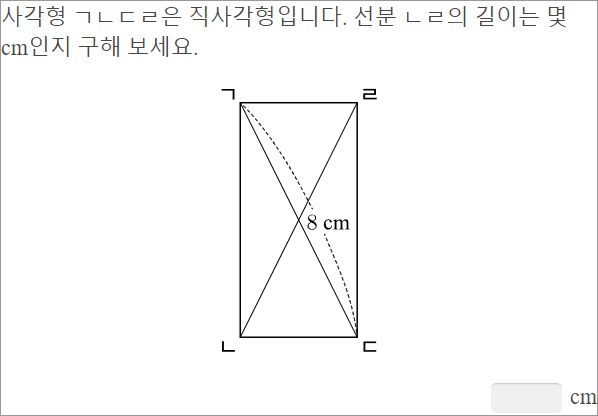 사각형 ㄱㄴㄷㄹ은 직사각형입니다. 선분 ㄴㄹ의 길이는 몇
cm인지 구해 보세요.
ㄱ ㄹ
8 cm
ㄴ ㄷ
cm